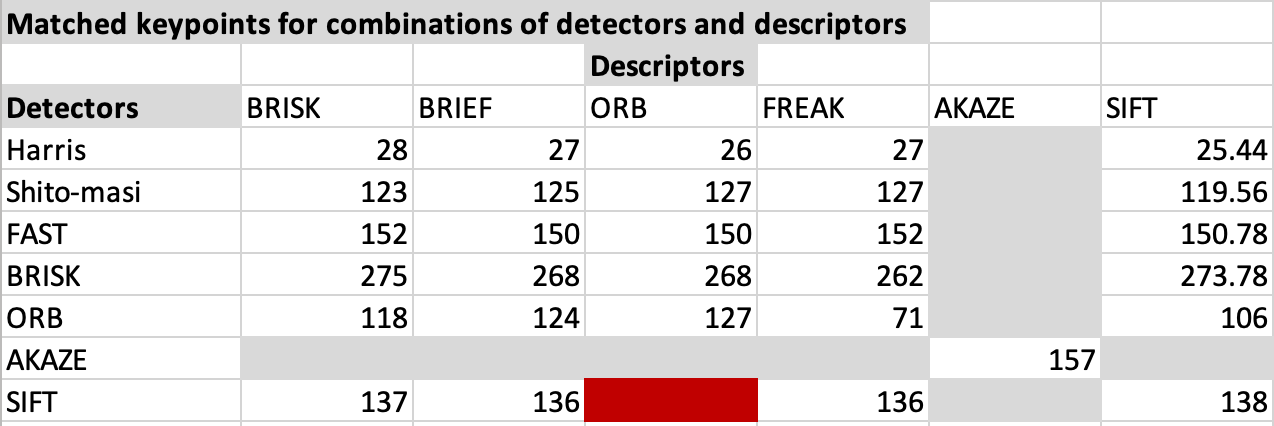 Matched keypoints for combinations of detectors and descriptors
Descriptors
Detectors BRISK BRIEF ORB FREAK AKAZE SIFT
Harris 28 27 26 27 25.44
Shito-masi 123 125 127 127 119.56
FAST 152 150 150 152 150.78
BRISK 275 268 268 262 273.78
ORB 118 124 127 71 106
AKAZE 157
SIFT 137 136 136 138